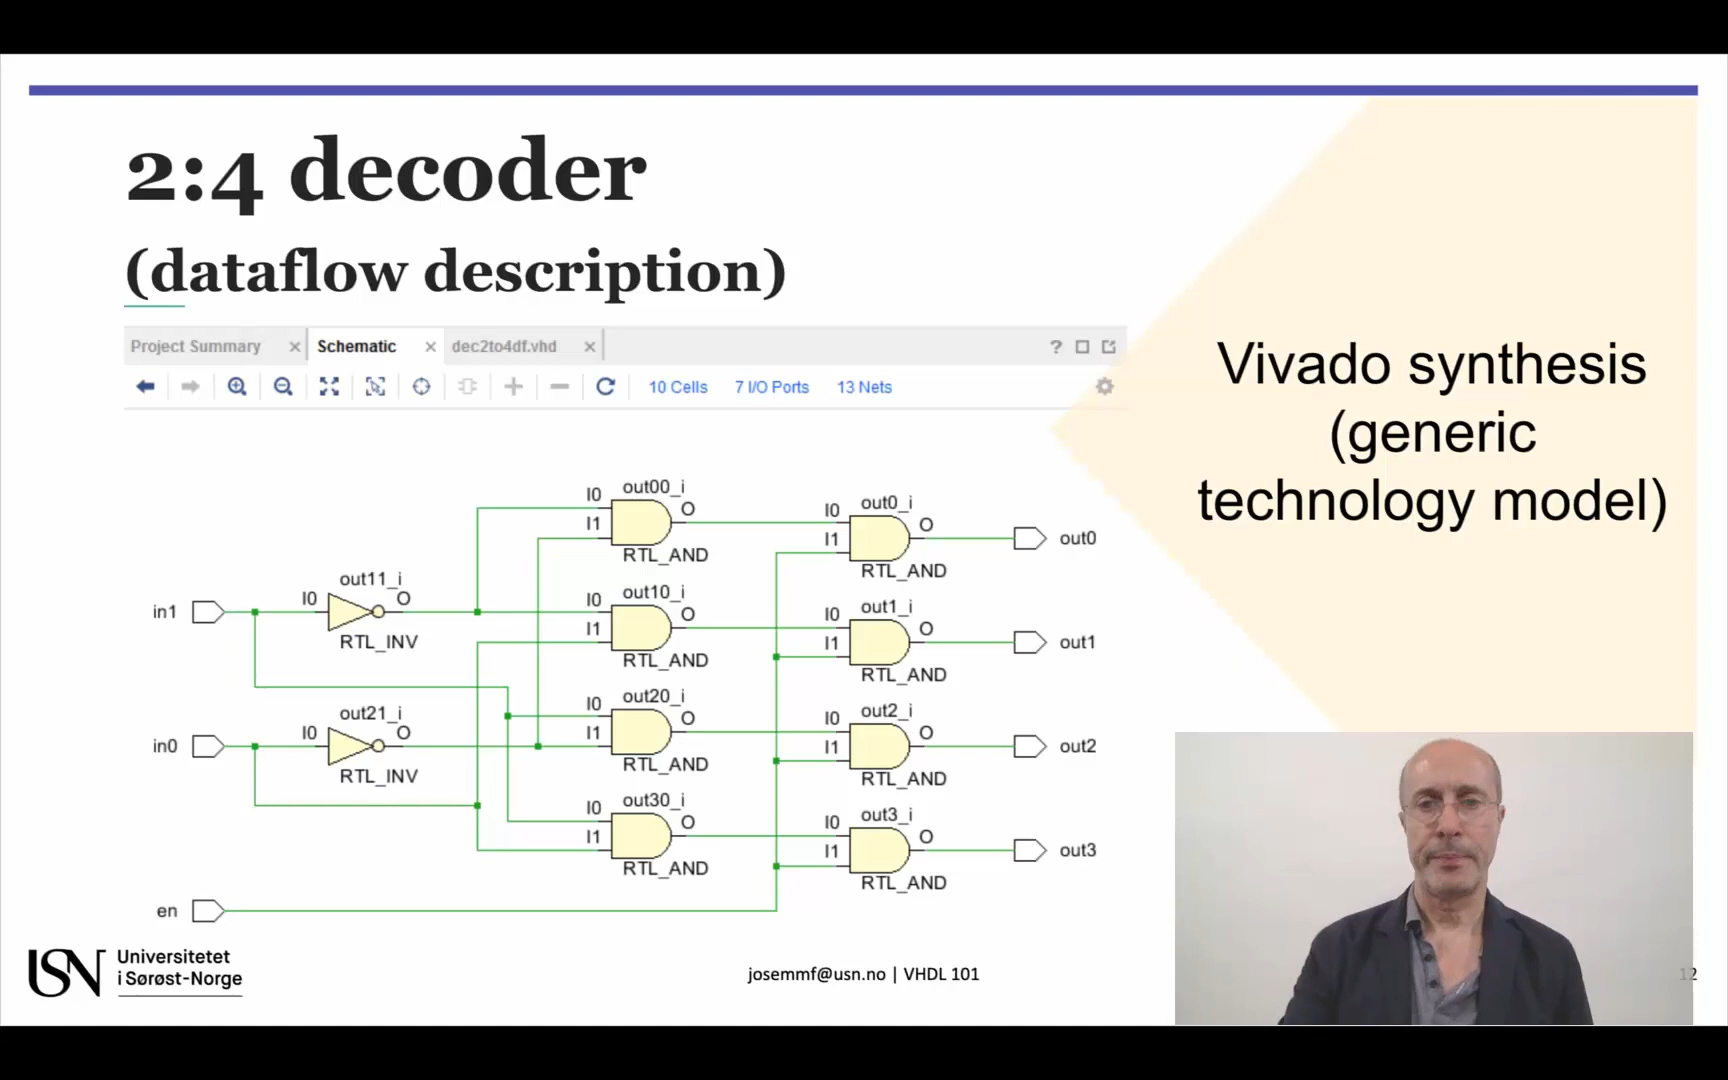 2:4 decoder
(dataflow description)
Project Summary
Schematic
dec2to4df.vhd
?
10 Cells
7 I/O Ports
13 Nets
Vivado synthesis
(generic
technology model)
out00_i
I0
O
I1
RTL_AND
out0_i
I0
O
I1
RTL_AND
out0
in1
out11_i
I0
O
RTL_INV
out10_i
I0
O
I1
RTL_AND
out1_i
I0
O
I1
RTL_AND
out1
in0
out21_i
I0
O
RTL_INV
out20_i
I0
O
I1
RTL_AND
out2_i
I0
O
I1
RTL_AND
out2
out30_i
I0
O
I1
RTL_AND
out3_i
I0
O
I1
RTL_AND
out3
en
USN
Universitetet
i Sørøst-Norge
josemmf@usn.no | VHDL 101
12